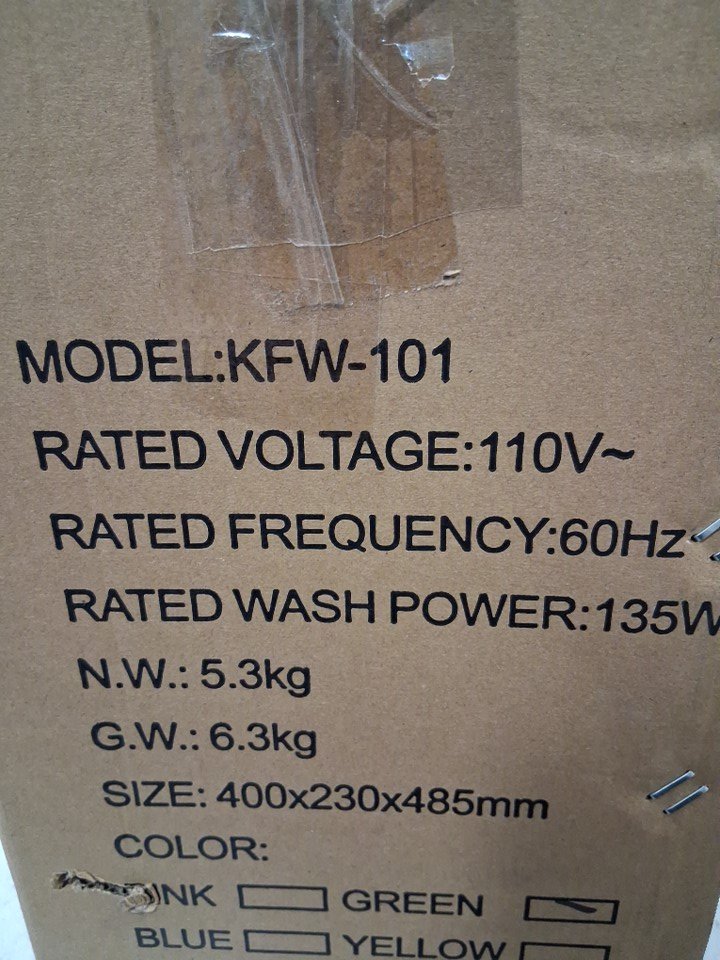 MODEL:KFW-101
RATED VOLTAGE:110V~
RATED FREQUENCY:60Hz
RATED WASH POWER:135W
N.W.: 5.3kg
G.W.: 6.3kg
SIZE: 400x230x485mm
COLOR:
INK GREEN
BLUE YELLOW